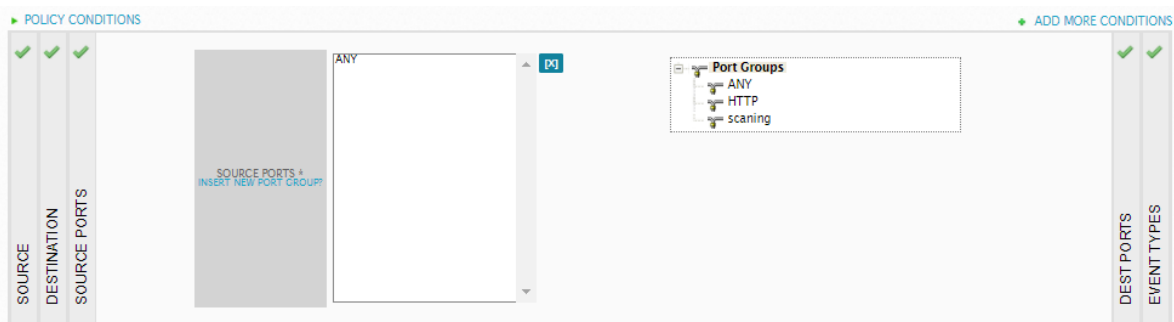 POLICY CONDITIONS
ADD MORE CONDITIONS
SOURCE
DESTINATION
SOURCE PORTS
SOURCE PORTS *
INSERT NEW PORT GROUP?
ANY
[X]
Port Groups
ANY
HTTP
scaning
DEST PORTS
EVENT TYPES